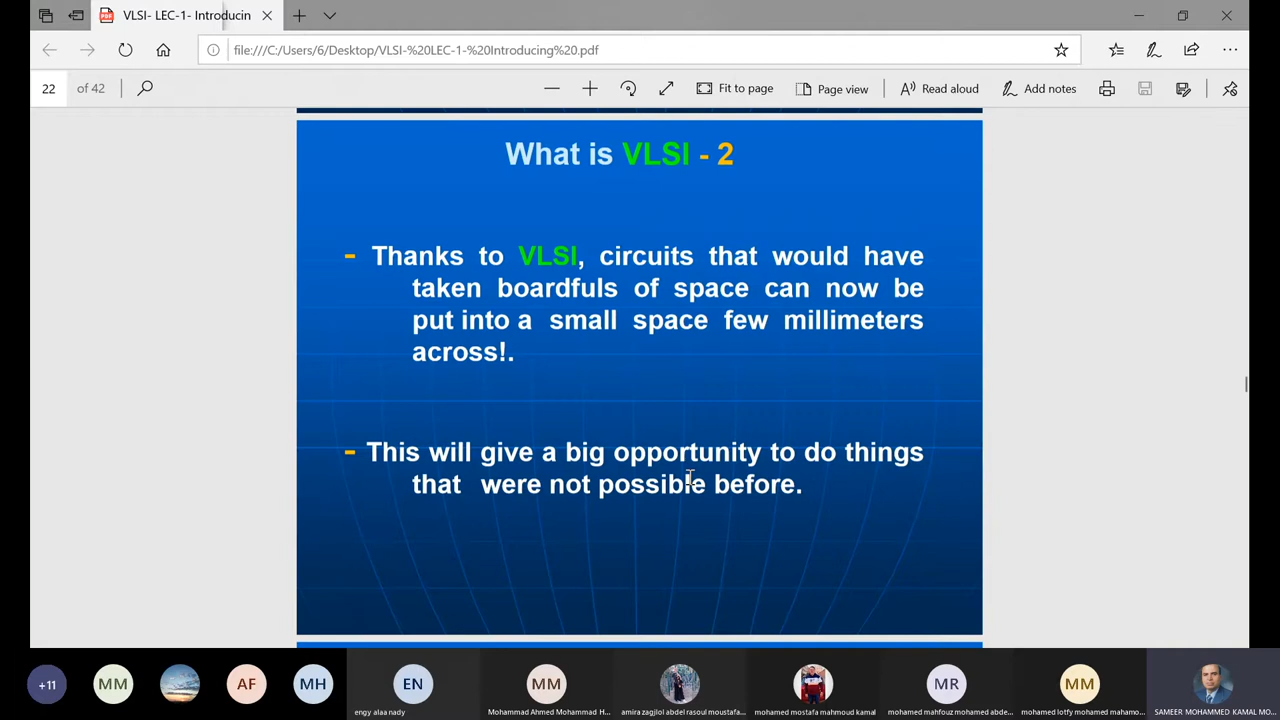 VLSI- LEC-1- Introducin
file:///C:/Users/6/Desktop/VLSI-%20LEC-1-%20Introducing%20.pdf
22 of 42
Fit to page
Page view
Read aloud
Add notes
What is VLSI - 2
- Thanks to VLSI, circuits that would have
taken boardfuls of space can now be
put into a small space few millimeters
across!.
- This will give a big opportunity to do things
that were not possible before.
+11
MM
AF
MH
EN
MM
MR
MM
engy alaa nady
Mohammad Ahmed Mohammad H...
amira zagjlol abdel rasoul moustafa...
mohamed mostafa mahmoud kamal
mohamed mahfouz mohamed abde...
mohamed lotfy mohamed mahamo...
SAMEER MOHAMMED KAMAL MO...